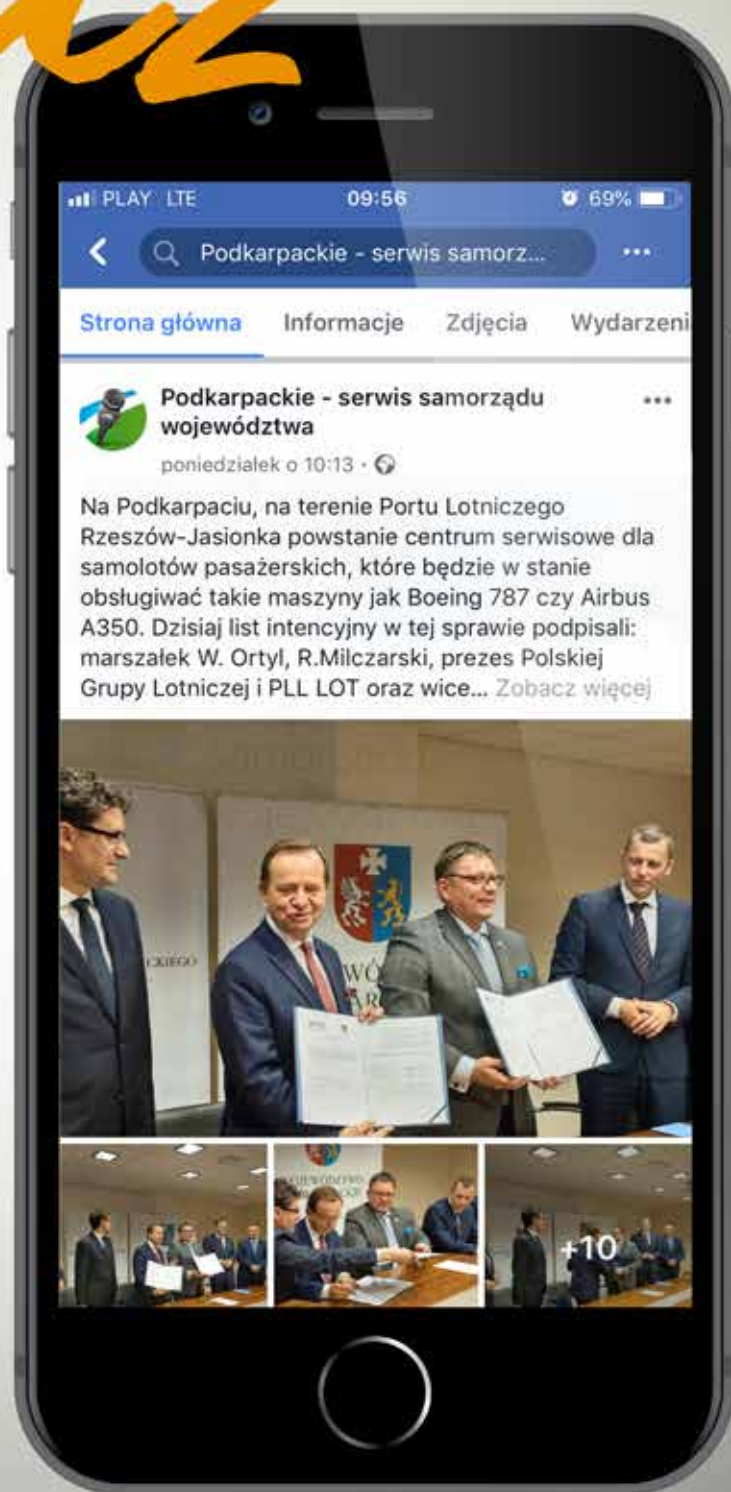 PLAY LTE 09:56 69%
Podkarpackie - serwis samorz...
Strona główna Informacje Zdjęcia Wydarzeni
Podkarpackie - serwis samorządu
województwa
poniedziałek o 10:13
Na Podkarpaciu, na terenie Portu Lotniczego
Rzeszów-Jasionka powstanie centrum serwisowe dla
samolotów pasażerskich, które będzie w stanie
obsługiwać takie maszyny jak Boeing 787 czy Airbus
A350. Dzisiaj list intencyjny w tej sprawie podpisali:
marszałek W. Ortyl, R.Milczarski, prezes Polskiej
Grupy Lotniczej i PLL LOT oraz wice... Zobacz więcej
+10